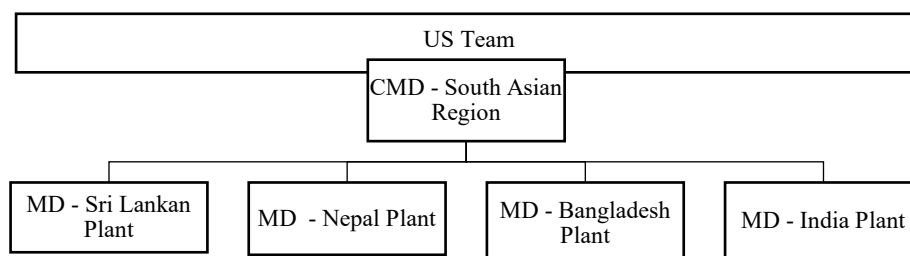 US Team
CMD - South Asian
Region
MD - Sri Lankan
Plant
MD - Nepal Plant
MD - Bangladesh
Plant
MD - India Plant